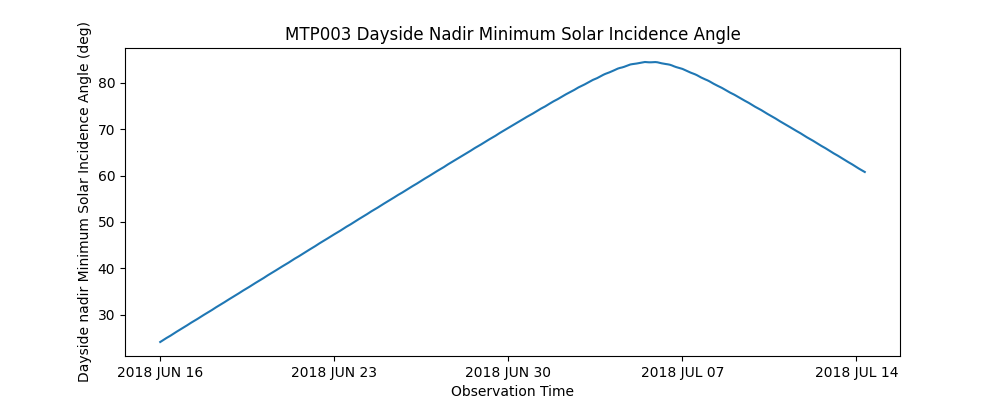 MTP003 Dayside Nadir Minimum Solar Incidence Angle
Dayside nadir Minimum Solar Incidence Angle (deg)
80
70
60
50
40
30
2018 JUN 16
2018 JUN 23
2018 JUN 30
2018 JUL 07
2018 JUL 14
Observation Time